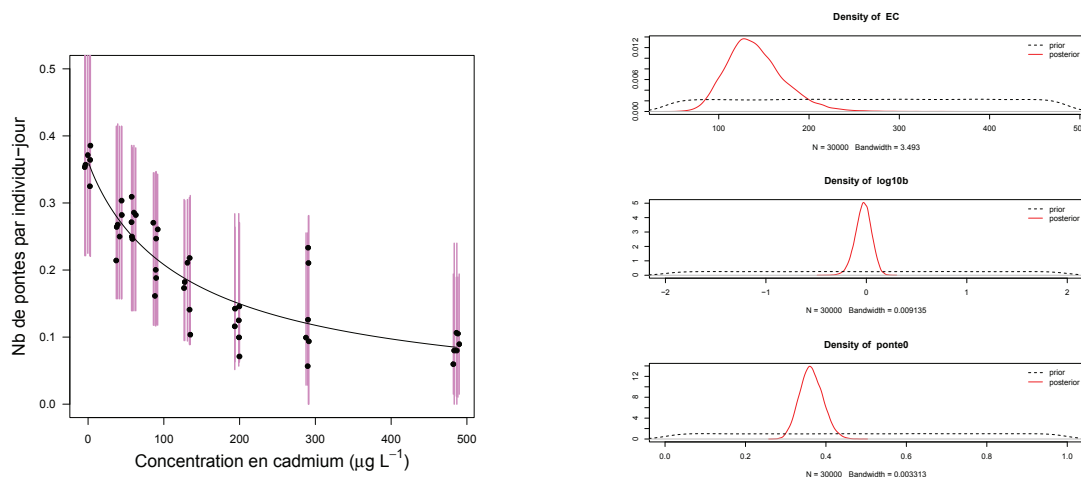 0.5
0.4
0.3
0.2
0.1
0.0
Nb de pontes par individu−jour
0 100 200 300 400 500
Concentration en cadmium (μg L−1)
Density of EC
0.012
0.006
0.000
prior
posterior
100 200 300 400 50
N = 30000 Bandwidth = 3.493
Density of log10b
5
4
3
2
1
0
prior
posterior
−2 −1 0 1 2
N = 30000 Bandwidth = 0.009135
Density of ponte0
12
8
4
0
prior
posterior
0.0 0.2 0.4 0.6 0.8 1.0
N = 30000 Bandwidth = 0.003313